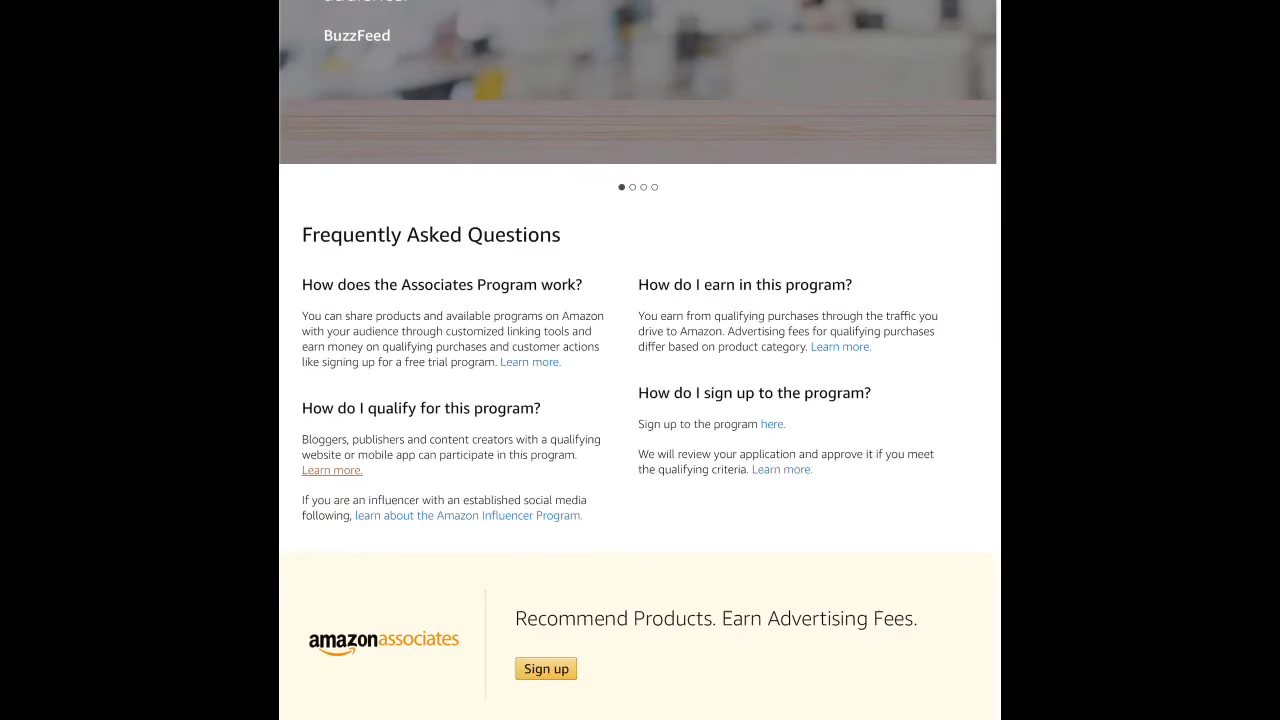 BuzzFeed
Frequently Asked Questions
How does the Associates Program work?
You can share products and available programs on Amazon
with your audience through customized linking tools and
earn money on qualifying purchases and customer actions
like signing up for a free trial program. Learn more.
How do I qualify for this program?
Bloggers, publishers and content creators with a qualifying
website or mobile app can participate in this program.
Learn more.
If you are an influencer with an established social media
following, learn about the Amazon Influencer Program.
How do I earn in this program?
You earn from qualifying purchases through the traffic you
drive to Amazon. Advertising fees for qualifying purchases
differ based on product category. Learn more.
How do I sign up to the program?
Sign up to the program here.
We will review your application and approve it if you meet
the qualifying criteria. Learn more.
amazonassociates
Recommend Products. Earn Advertising Fees.
Sign up